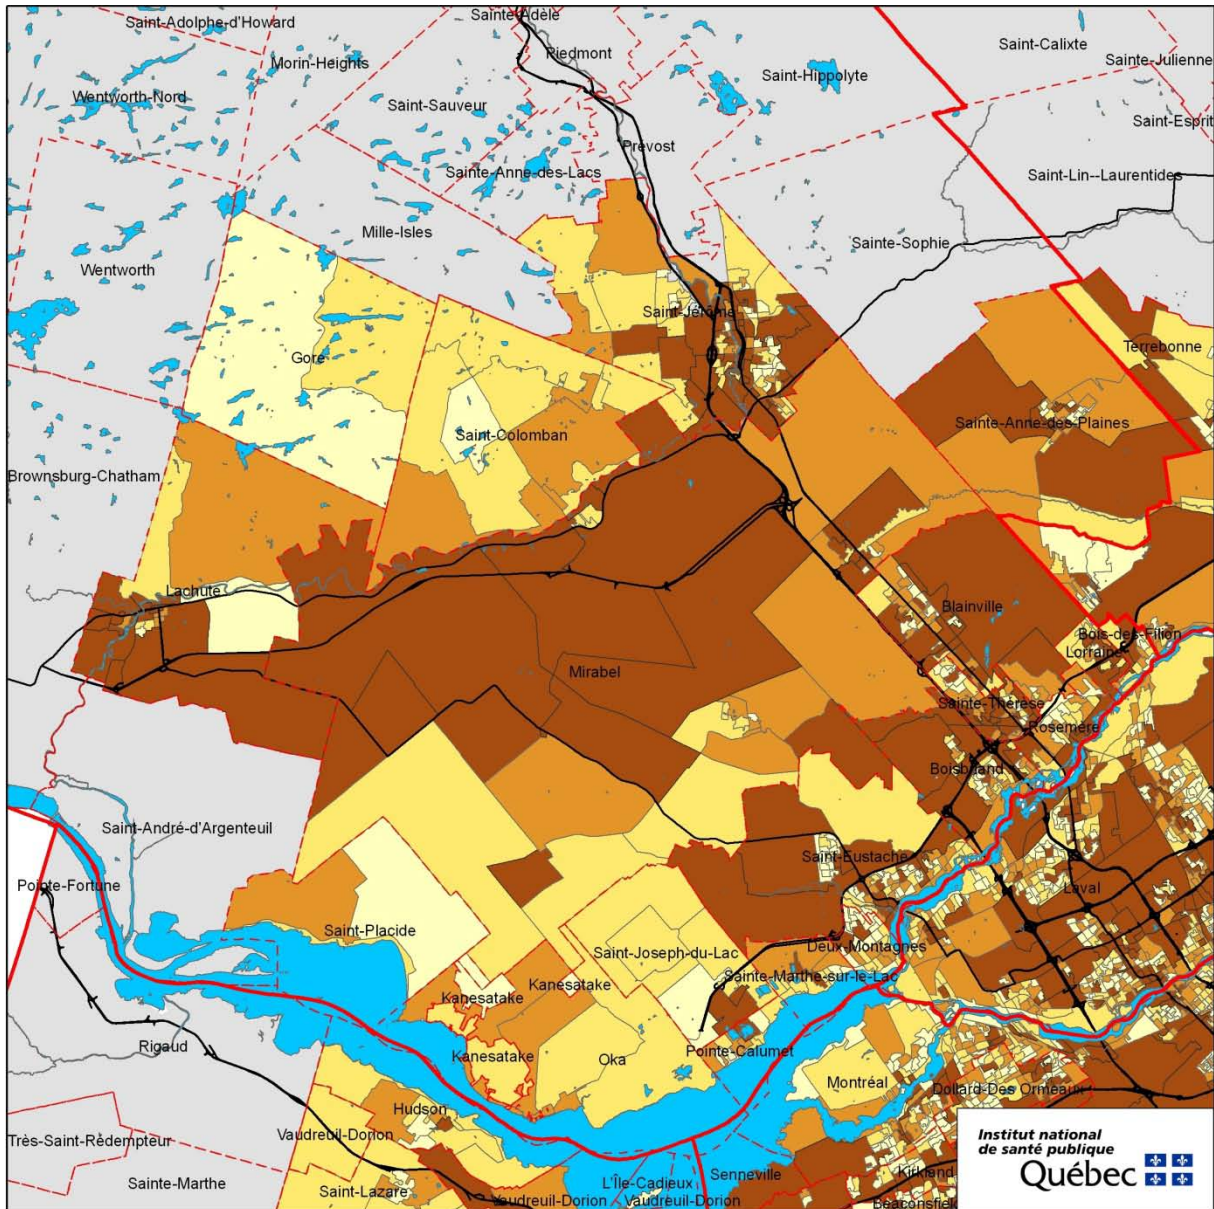 Sainte-Adèle
Saint-Adolphe-d'Howard
Saint-Calixte
Piedmont
Sainte-Julienne
Morin-Heights
Saint-Hippolyte
Wentworth-Nord
Saint-Sauveur
Saint-Esprit
Prévost
Sainte-Anne-des-Lacs
Saint-Lin--Laurentides
Mille-Isles
Sainte-Sophie
Wentworth
Saint-Jérôme
Terrebonne
Gore
Sainte-Anne-des-Plaines
Saint-Colomban
Brownsburg-Chatham
Lachute
Blainville
Bois-des-Filion
Lorraine
Mirabel
Sainte-Thérèse
Rosemère
Boisbriand
Saint-André-d'Argenteuil
Saint-Eustache
Pointe-Fortune
Laval
Saint-Placide
Deux-Montagnes
Saint-Joseph-du-Lac
Sainte-Marthe-sur-le-Lac
Kanesatake
Kanesatake
Rigaud
Kanesatake
Oka
Pointe-Calumet
Montréal
Dollard-Des Ormeaux
Hudson
Vaudreuil-Dorion
Très-Saint-Rédempteur
Senneville
Kirkland
Sainte-Marthe
L'Île-Cadieux
Saint-Lazare
Vaudreuil-Dorion
Vaudreuil-Dorion
Beaconsfiel
Institut national
de santé publique
Québec